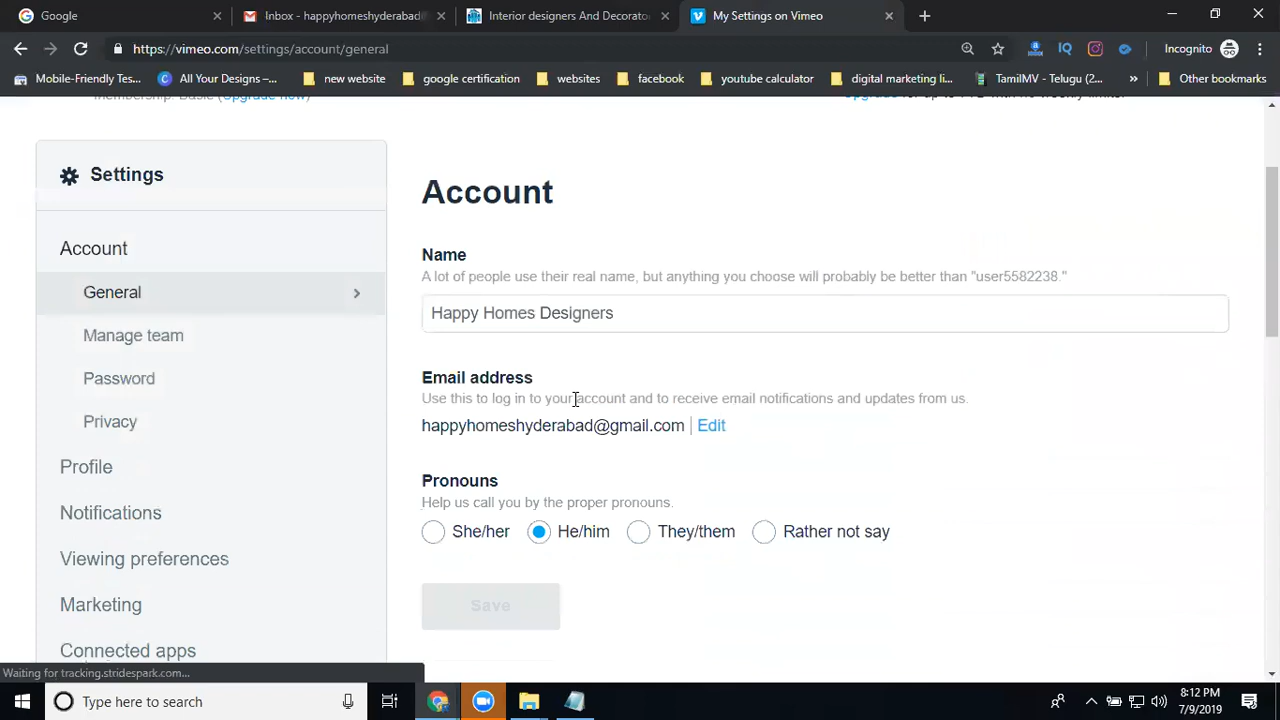 Google
Inbox - happyhomeshyderabad@
Interior designers And Decorato
My Settings on Vimeo
https://vimeo.com/settings/account/general
Incognito
Mobile-Friendly Tes...
All Your Designs –...
new website
google certification
websites
facebook
youtube calculator
digital marketing li...
TamilMV - Telugu (2...
Other bookmarks
Membership: Basic (Upgrade now)
Settings
Account
General
Manage team
Password
Privacy
Profile
Notifications
Viewing preferences
Marketing
Connected apps
Account
Name
A lot of people use their real name, but anything you choose will probably be better than "user5582238."
Happy Homes Designers
Email address
Use this to log in to your account and to receive email notifications and updates from us.
happyhomeshyderabad@gmail.com | Edit
Pronouns
Help us call you by the proper pronouns.
She/her He/him They/them Rather not say
Save
Waiting for tracking.stridespark.com...
Type here to search
8:12 PM
7/9/2019